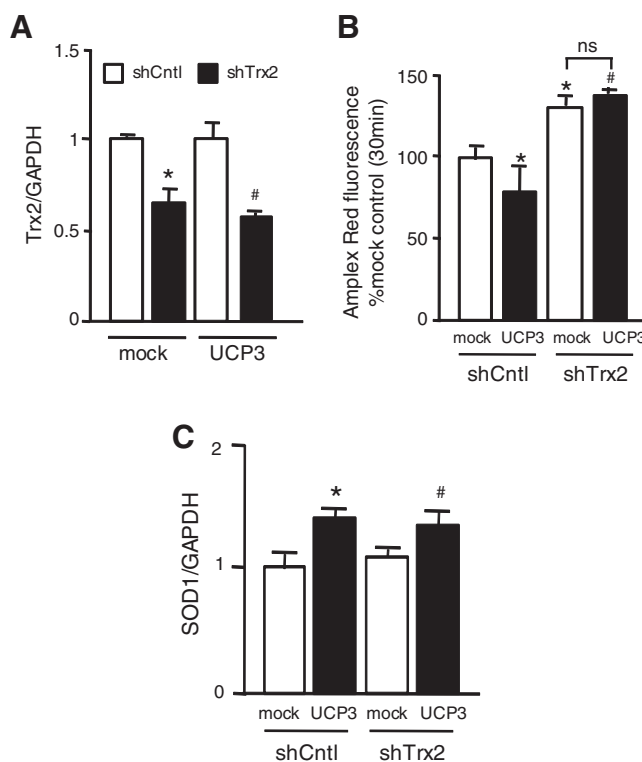 A
Trx2/GAPDH
1.5
1
0.5
0
shCntl
shTrx2
*
#
mock
UCP3
B
Amplex Red fluorescence
%mock control (30min)
150
100
50
0
ns
*
*
#
mock UCP3 mock UCP3
shCntl shTrx2
C
SOD1/GAPDH
2
1
0
*
#
mock UCP3 mock UCP3
shCntl shTrx2